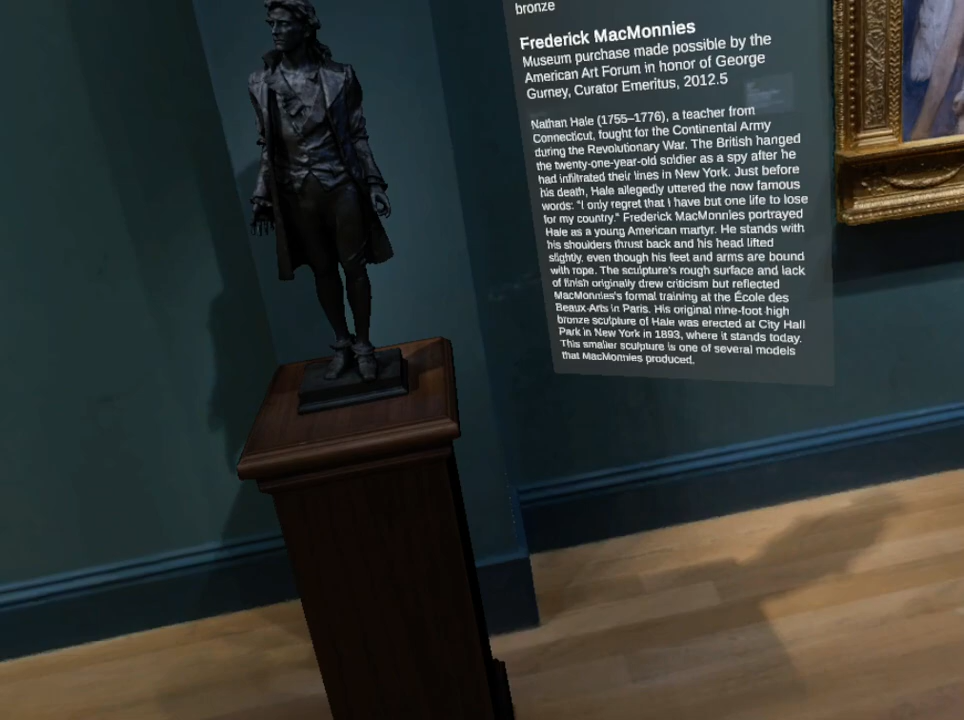 bronze
Frederick MacMonnies
Museum purchase made possible by the
American Art Forum in honor of George
Gurney, Curator Emeritus, 2012.5
Nathan Hale (1755–1776), a teacher from
Connecticut, fought for the Continental Army
during the Revolutionary War. The British hanged
the twenty-one-year-old soldier as a spy after he
had infiltrated their lines in New York. Just before
his death, Hale allegedly uttered the now famous
words: "I only regret that I have but one life to lose
for my country." Frederick MacMonnies portrayed
Hale as a young American martyr. He stands with
his shoulders thrust back and his head lifted
slightly, even though his feet and arms are bound
with rope. The sculpture's rough surface and lack
of finish originally drew criticism but reflected
MacMonnies's formal training at the École des
Beaux-Arts in Paris. His original nine-foot-high
bronze sculpture of Hale was erected at City Hall
Park in New York in 1893, where it stands today.
This smaller sculpture is one of several models
that MacMonnies produced.